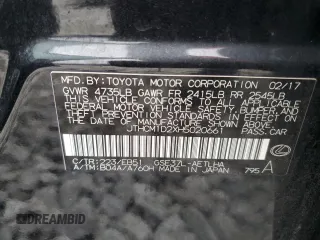 MFD.BY:TOYOTA MOTOR CORPORATION 02/17
GVWR 4735LB GAWR FR 2415LB RR 2545LB
THIS VEHICLE CONFORMS TO ALL APPLICABLE
FEDERAL MOTOR VEHICLE SAFETY, BUMPER, AND
THEFT PREVENTION STANDARDS IN EFFECT ON
THE DATE OF MANUFACTURE SHOWN ABOVE.
JTHCM1D2XH5020661 PASS.CAR
C/TR:223/EB51 GSE37L-AETLHA
A/TM:B04A/A760H MADE IN JAPAN 795 A